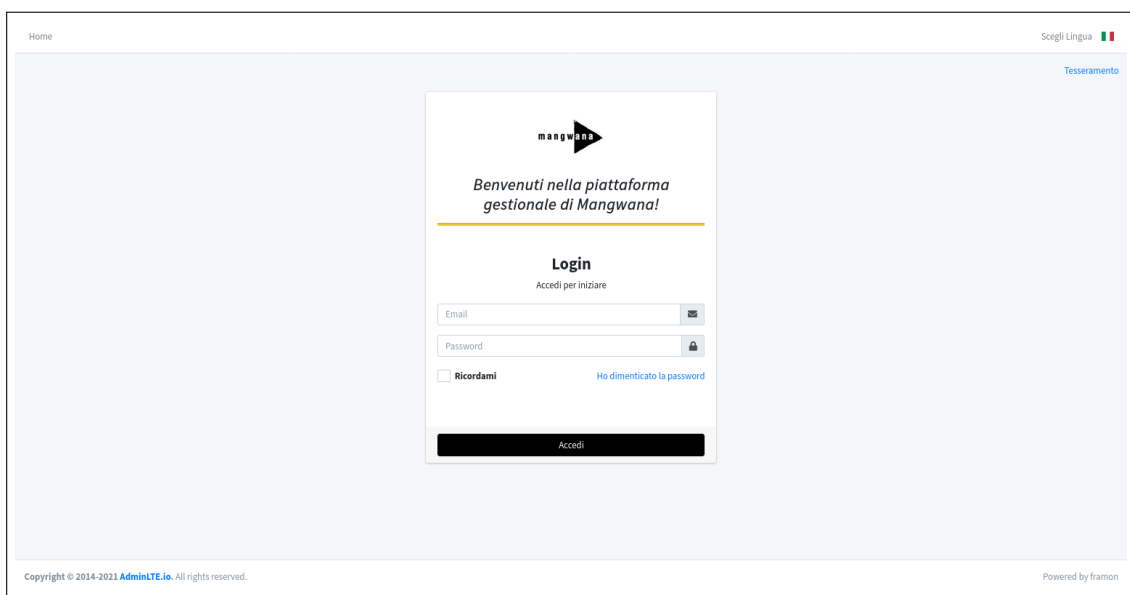 Home
Scegli Lingua
Tesseramento
mangwana
Benvenuti nella piattaforma
gestionale di Mangwana!
Login
Accedi per iniziare
Email
Password
Ricordami
Ho dimenticato la password
Accedi
Copyright © 2014-2021 AdminLTE.io. All rights reserved.
Powered by framon